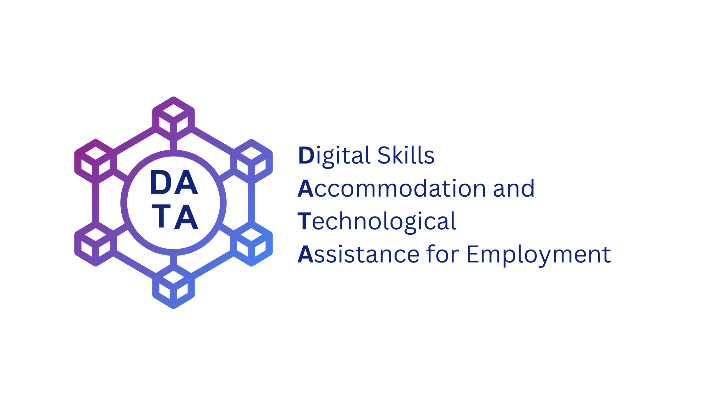 DA
TA
Digital Skills
Accommodation and
Technological
Assistance for Employment